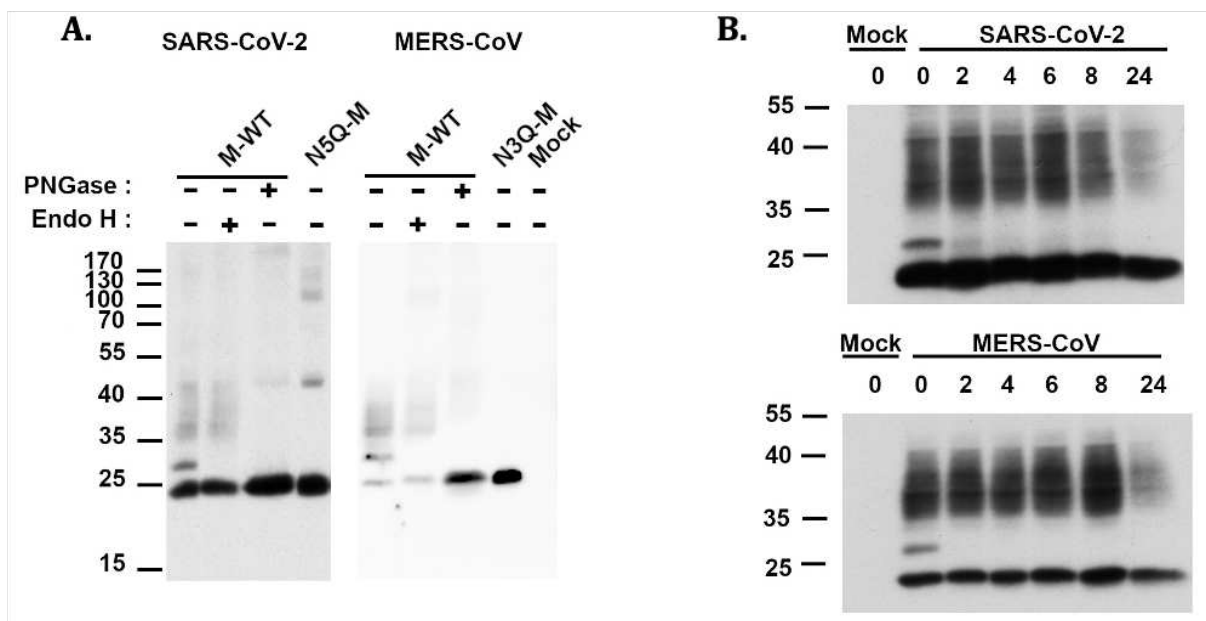 A.
SARS-CoV-2 MERS-CoV
M-WT N5Q-M M-WT N3Q-M Mock
PNGase : - - + - - - + - -
Endo H : - + - - - + - - -
170
130
100
70
55
40
35
25
15
B.
Mock SARS-CoV-2
0 0 2 4 6 8 24
55
40
35
25
Mock MERS-CoV
0 0 2 4 6 8 24
55
40
35
25